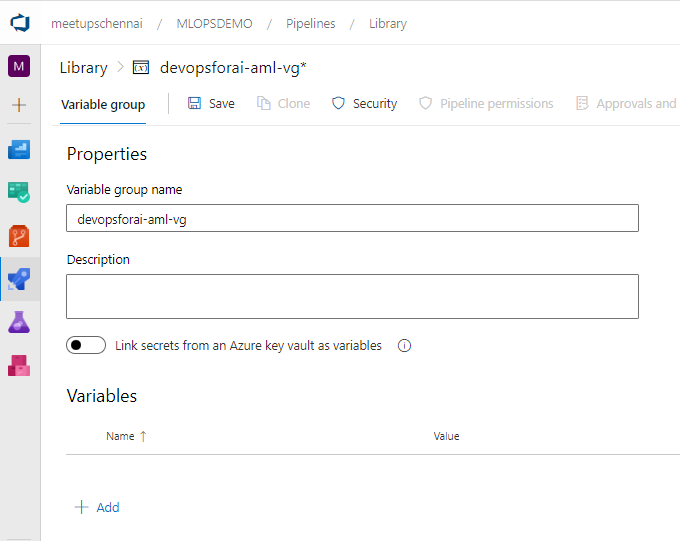 meetupschennai / MLOPSDEMO / Pipelines / Library
M
Library > (x) devopsforai-aml-vg*
Variable group Save Clone Security Pipeline permissions Approvals and
Properties
Variable group name
devopsforai-aml-vg
Description
Link secrets from an Azure key vault as variables
Variables
Name ↑ Value
+ Add